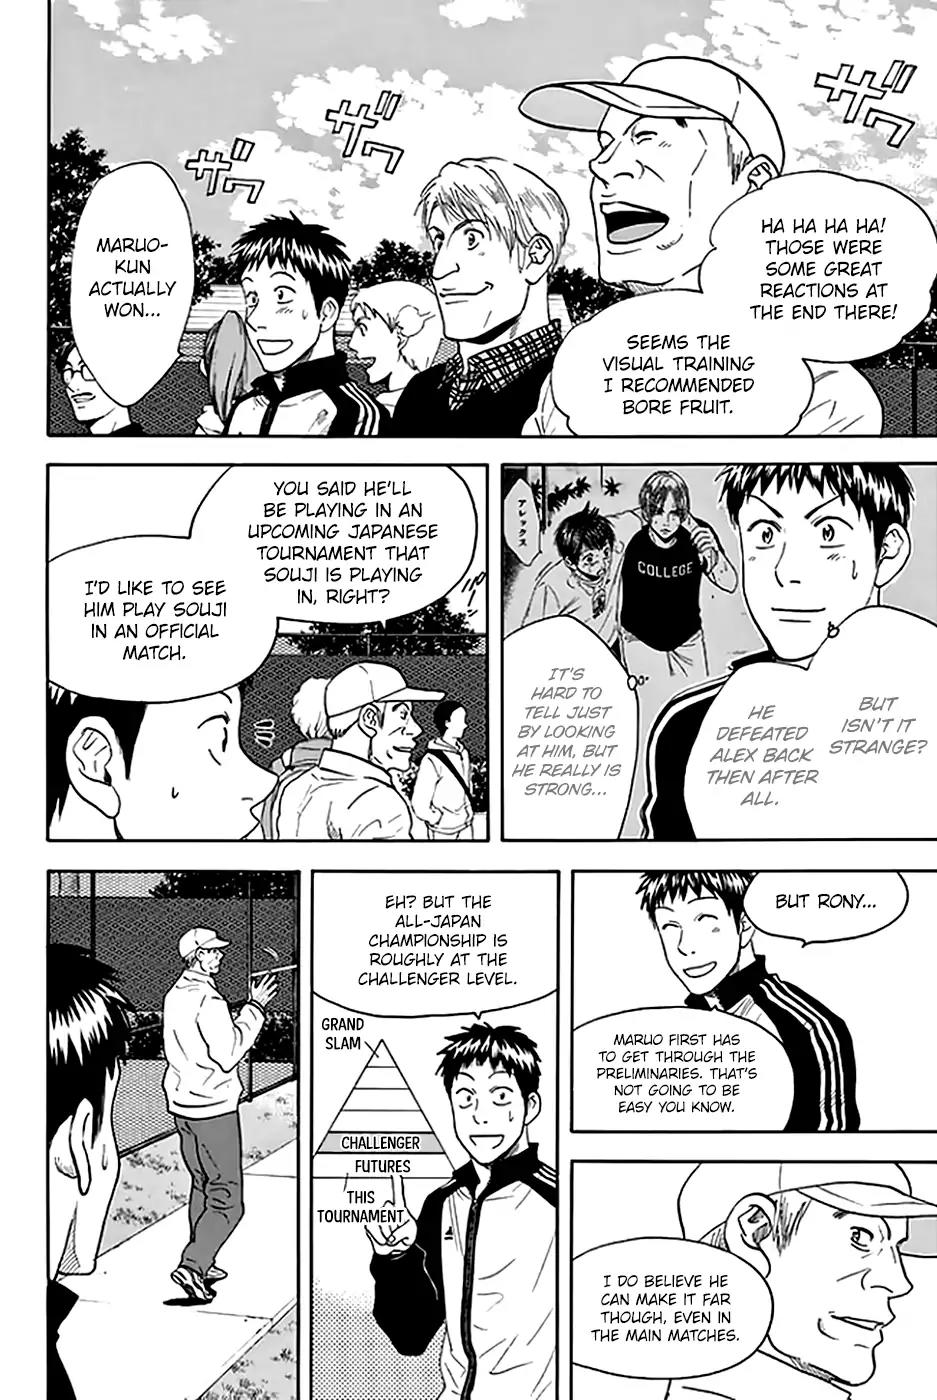 HA HA HA HA!
THOSE WERE
SOME GREAT
REACTIONS AT
THE END THERE!
SEEMS THE
VISUAL TRAINING
I RECOMMENDED
BORE FRUIT.
ザワ
ザワ
ザワ
MARUO-
KUN
ACTUALLY
WON...
BUT
ISN'T IT
STRANGE?
HE
DEFEATED
ALEX BACK
THEN AFTER
ALL.
アレックス
COLLEGE
IT'S
HARD TO
TELL JUST
BY LOOKING
AT HIM, BUT
HE REALLY IS
STRONG...
YOU SAID HE'LL
BE PLAYING IN AN
UPCOMING JAPANESE
TOURNAMENT THAT
SOUJI IS PLAYING
IN, RIGHT?
I'D LIKE TO SEE
HIM PLAY SOUJI
IN AN OFFICIAL
MATCH.
BUT RONY...
MARUO FIRST HAS
TO GET THROUGH THE
PRELIMINARIES. THAT'S
NOT GOING TO BE
EASY YOU KNOW.
I DO BELIEVE HE
CAN MAKE IT FAR
THOUGH, EVEN IN
THE MAIN MATCHES.
EH? BUT THE
ALL-JAPAN
CHAMPIONSHIP IS
ROUGHLY AT THE
CHALLENGER LEVEL.
GRAND
SLAM
CHALLENGER
FUTURES
THIS
TOURNAMENT